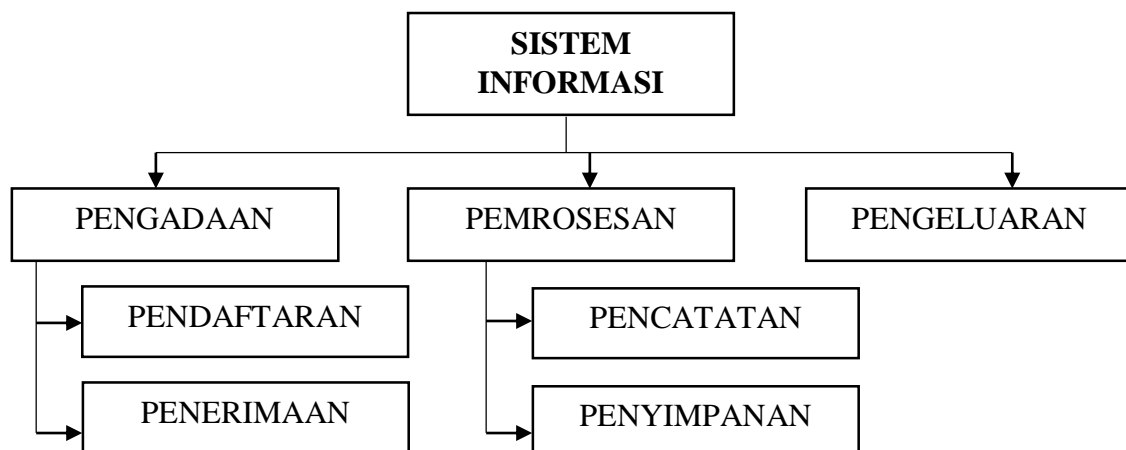 SISTEM
INFORMASI
PENGADAAN
PEMROSESAN
PENGELUARAN
PENDAFTARAN
PENCATATAN
PENERIMAAN
PENYIMPANAN